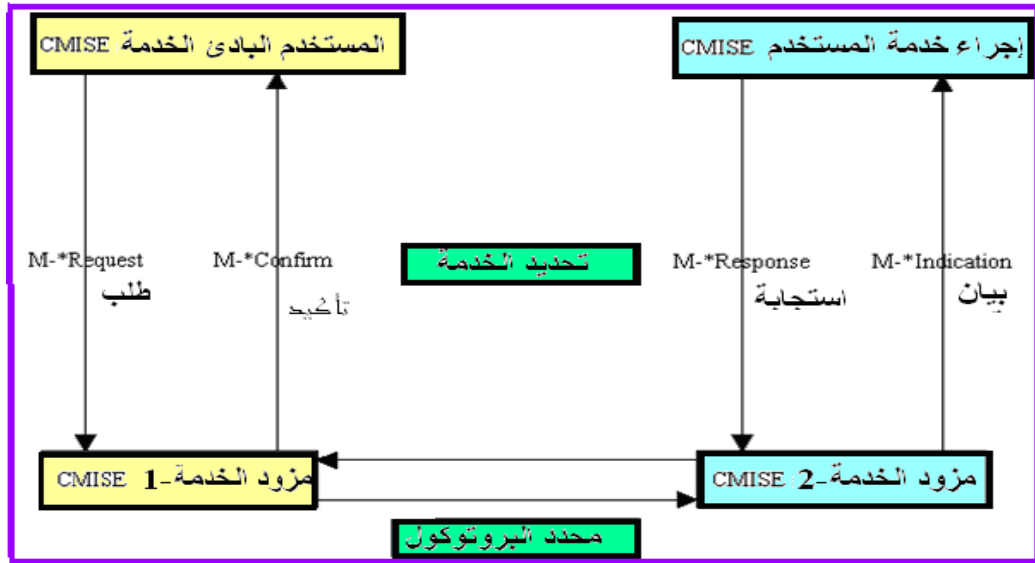 المستخدم البادئ الخدمة CMISE
إجراء خدمة المستخدم CMISE
M-*Request
طلب
M-*Confirm
تأكيد
تحديد الخدمة
M-*Response
استجابة
M-*Indication
بيان
مزود الخدمة-1 CMISE
مزود الخدمة-2 CMISE
محدد البروتوكول